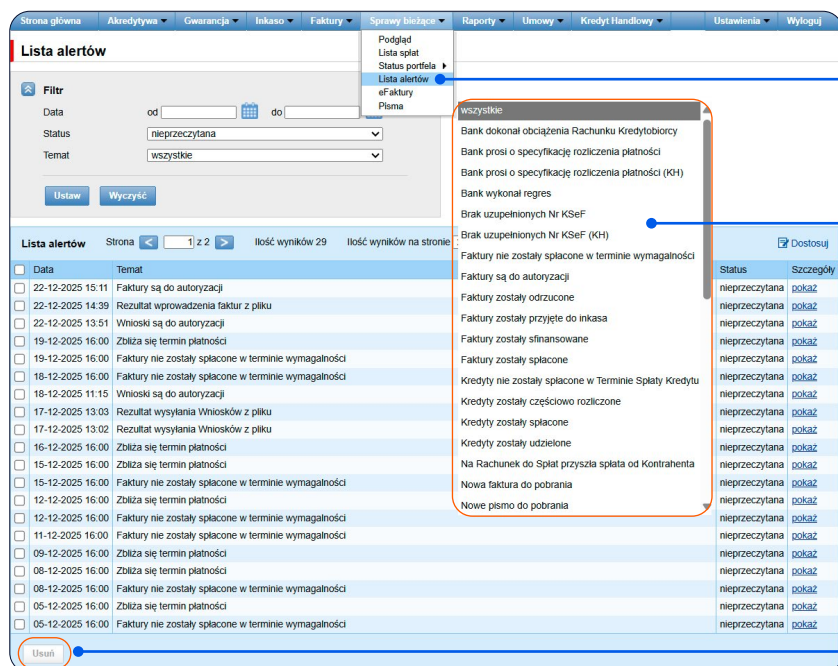 Strona główna Akredytywa Gwarancja Inkaso Faktury Sprawy bieżące Raporty Umowy Kredyt Handlowy Ustawienia Wyloguj
Podgląd
Lista spłat
Status portfela
Lista alertów
eFaktury
Pisma
Lista alertów
Filtr
Data od do
Status nieprzeczytana
Temat wszystkie
Ustaw Wyczyść
wszystkie
Bank dokonał obciążenia Rachunku Kredytobiorcy
Bank prosi o specyfikację rozliczenia płatności
Bank prosi o specyfikację rozliczenia płatności (KH)
Bank wykonał regres
Brak uzupełnionych Nr KSeF
Brak uzupełnionych Nr KSeF (KH)
Faktury nie zostały spłacone w terminie wymagalności
Faktury są do autoryzacji
Faktury zostały odrzucone
Faktury zostały przyjęte do inkasa
Faktury zostały sfinansowane
Faktury zostały spłacone
Kredyty nie zostały spłacone w Terminie Spłaty Kredytu
Kredyty zostały częściowo rozliczone
Kredyty zostały spłacone
Kredyty zostały udzielone
Na Rachunek do Spłat przyszła spłata od Kontrahenta
Nowa faktura do pobrania
Nowe pismo do pobrania
Lista alertów Strona < 1 z 2 > Ilość wyników 29 Ilość wyników na stronie Dostosuj
Data Temat Status Szczegóły
22-12-2025 15:11 Faktury są do autoryzacji nieprzeczytana pokaż
22-12-2025 14:39 Rezultat wprowadzenia faktur z pliku nieprzeczytana pokaż
22-12-2025 13:51 Wnioski są do autoryzacji nieprzeczytana pokaż
19-12-2025 16:00 Zbliża się termin płatności nieprzeczytana pokaż
19-12-2025 16:00 Faktury nie zostały spłacone w terminie wymagalności nieprzeczytana pokaż
18-12-2025 16:00 Faktury nie zostały spłacone w terminie wymagalności nieprzeczytana pokaż
18-12-2025 11:15 Wnioski są do autoryzacji nieprzeczytana pokaż
17-12-2025 13:03 Rezultat wysyłania Wniosków z pliku nieprzeczytana pokaż
17-12-2025 13:02 Rezultat wysyłania Wniosków z pliku nieprzeczytana pokaż
16-12-2025 16:00 Zbliża się termin płatności nieprzeczytana pokaż
15-12-2025 16:00 Zbliża się termin płatności nieprzeczytana pokaż
15-12-2025 16:00 Faktury nie zostały spłacone w terminie wymagalności nieprzeczytana pokaż
12-12-2025 16:00 Zbliża się termin płatności nieprzeczytana pokaż
12-12-2025 16:00 Faktury nie zostały spłacone w terminie wymagalności nieprzeczytana pokaż
11-12-2025 16:00 Faktury nie zostały spłacone w terminie wymagalności nieprzeczytana pokaż
09-12-2025 16:00 Zbliża się termin płatności nieprzeczytana pokaż
08-12-2025 16:00 Zbliża się termin płatności nieprzeczytana pokaż
08-12-2025 16:00 Faktury nie zostały spłacone w terminie wymagalności nieprzeczytana pokaż
05-12-2025 16:00 Zbliża się termin płatności nieprzeczytana pokaż
05-12-2025 16:00 Faktury nie zostały spłacone w terminie wymagalności nieprzeczytana pokaż
Usuń